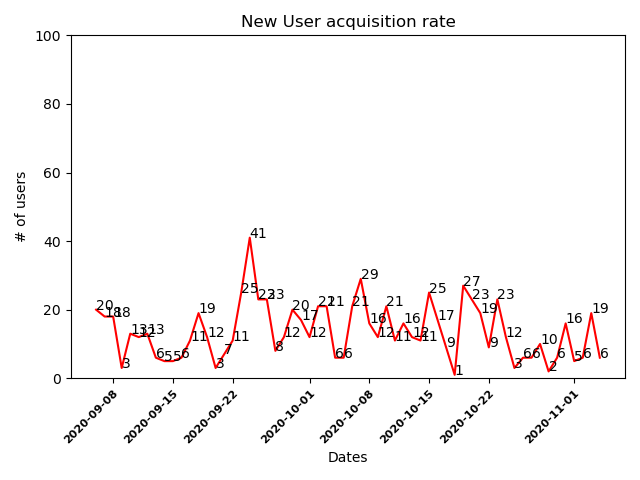 New User acquisition rate
100
80
60
40
20
0
# of users
20 18 18 3 13 12 13 6 5 5 6 11 19 12 3 7 11 25 41 23 23 8 12 20 17 12 21 21 6 6 21 29 16 12 21 11 16 12 11 25 17 9 1 27 23 19 9 23 12 3 6 6 10 2 6 16 5 6 19 6
2020-09-08 2020-09-15 2020-09-22 2020-10-01 2020-10-08 2020-10-15 2020-10-22 2020-11-01
Dates